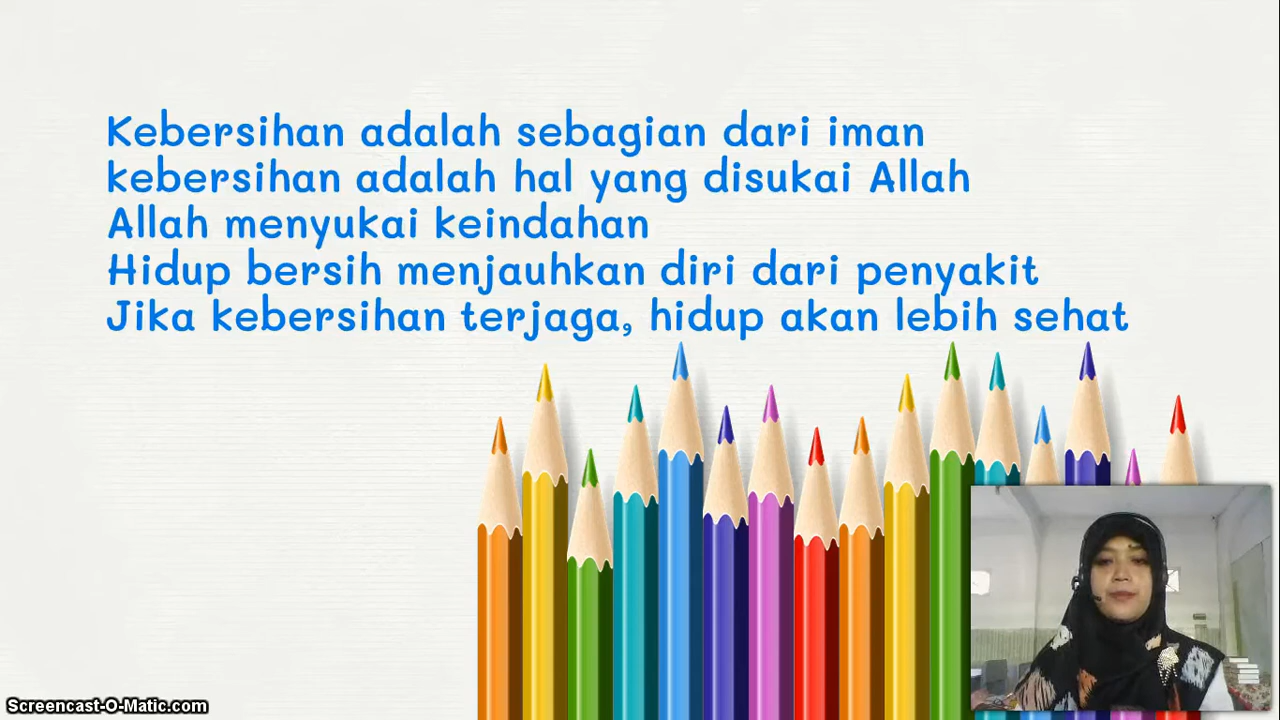 Kebersihan adalah sebagian dari iman
kebersihan adalah hal yang disukai Allah
Allah menyukai keindahan
Hidup bersih menjauhkan diri dari penyakit
Jika kebersihan terjaga, hidup akan lebih sehat
Screencast-O-Matic.com